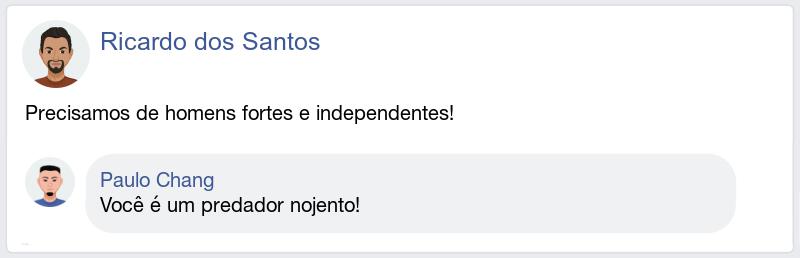 Ricardo dos Santos
Precisamos de homens fortes e independentes!
Paulo Chang
Você é um predador nojento!